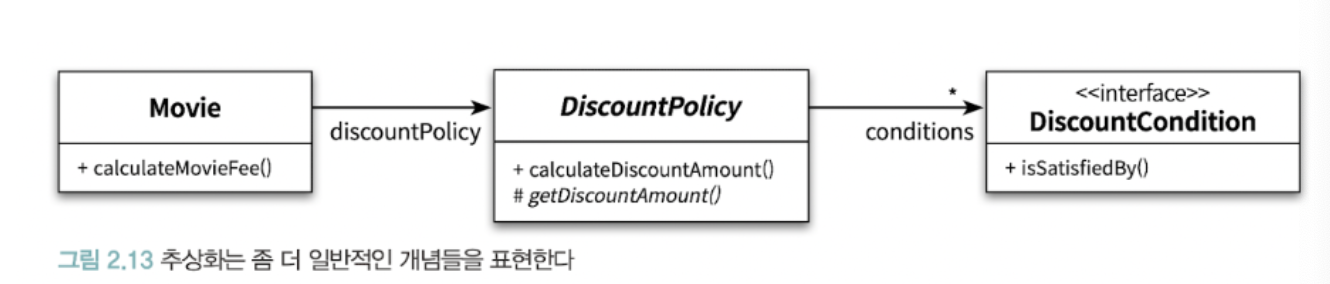 Movie
+ calculateMovieFee()
discountPolicy
DiscountPolicy
+ calculateDiscountAmount()
# getDiscountAmount()
*
conditions
<<interface>>
DiscountCondition
+ isSatisfiedBy()
그림 2.13 추상화는 좀 더 일반적인 개념들을 표현한다